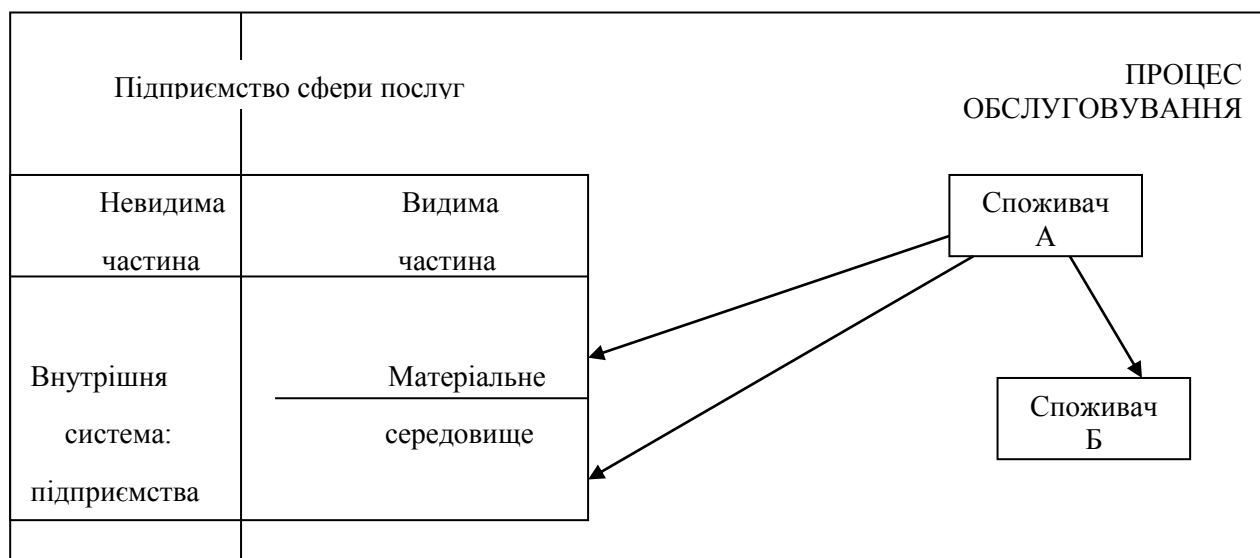 Підприємство сфери послуг
ПРОЦЕС
ОБСЛУГОВУВАННЯ
Невидима
частина
Видима
частина
Споживач
А
Внутрішня
система:
підприємства
Матеріальне
середовище
Споживач
Б